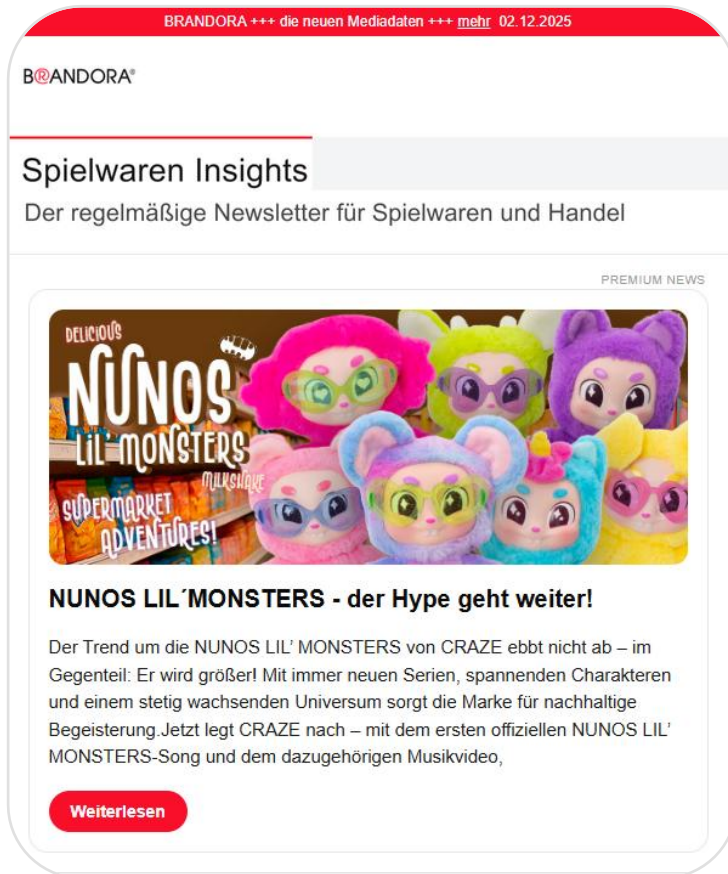 BRANDORA +++ die neuen Mediadaten +++ mehr 02.12.2025
BRANDORA®
Spielwaren Insights
Der regelmäßige Newsletter für Spielwaren und Handel
PREMIUM NEWS
DELICIOUS
NUNOS
LIL' MONSTERS
MILKSHAKE
SUPERMARKET
ADVENTURES!
NUNOS LIL´MONSTERS - der Hype geht weiter!
Der Trend um die NUNOS LIL’ MONSTERS von CRAZE ebbt nicht ab – im
Gegenteil: Er wird größer! Mit immer neuen Serien, spannenden Charakteren
und einem stetig wachsenden Universum sorgt die Marke für nachhaltige
Begeisterung.Jetzt legt CRAZE nach – mit dem ersten offiziellen NUNOS LIL’
MONSTERS-Song und dem dazugehörigen Musikvideo,
Weiterlesen